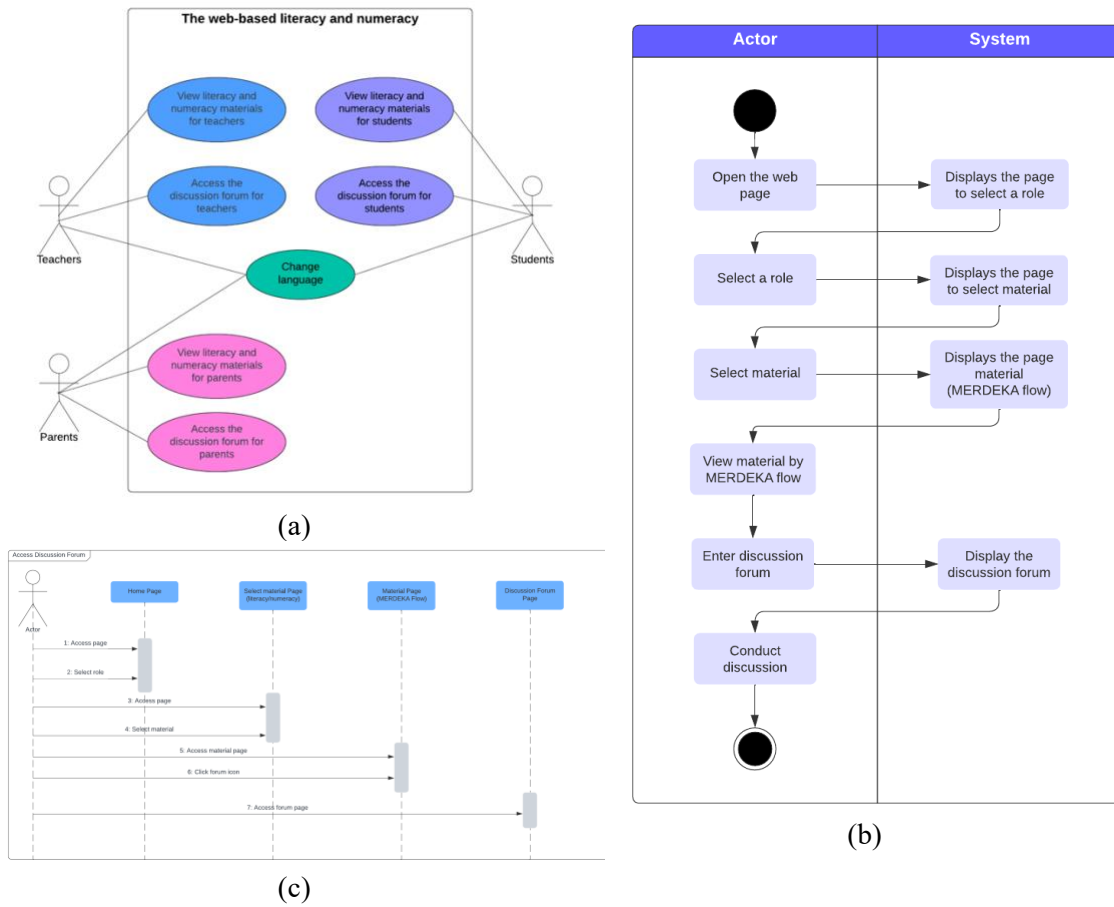 The web-based literacy and numeracy
View literacy and
numeracy materials
for teachers
View literacy and
numeracy materials
for students
Access the
discussion forum for
teachers
Access the
discussion forum for
students
Teachers
Students
Change
language
View literacy and
numeracy materials
for parents
Parents
Access the
discussion forum for
parents
(a)
Actor
System
Open the web
page
Displays the page
to select a role
Select a role
Displays the page
to select material
Select material
Displays the page
material
(MERDEKA flow)
View material by
MERDEKA flow
Enter discussion
forum
Display the
discussion forum
Conduct
discussion
(b)
Access Discussion Forum
Actor
Home Page
Select material Page
(literacy/numeracy)
Material Page
(MERDEKA Flow)
Discussion Forum
Page
1: Access page
2: Select role
3: Access page
4: Select material
5: Access material page
6: Click forum icon
7: Access forum page
(c)